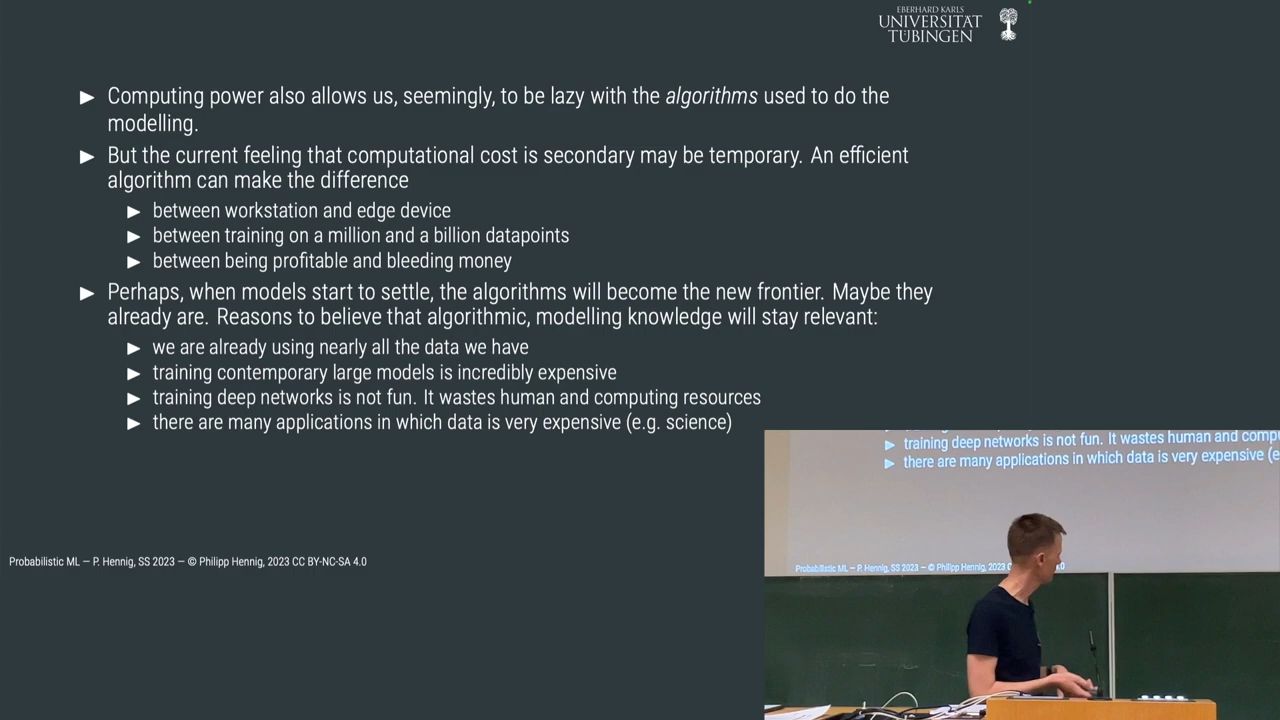 EBERHARD KARLS
UNIVERSITÄT
TÜBINGEN
► Computing power also allows us, seemingly, to be lazy with the algorithms used to do the
modelling.
► But the current feeling that computational cost is secondary may be temporary. An efficient
algorithm can make the difference
► between workstation and edge device
► between training on a million and a billion datapoints
► between being profitable and bleeding money
► Perhaps, when models start to settle, the algorithms will become the new frontier. Maybe they
already are. Reasons to believe that algorithmic, modelling knowledge will stay relevant:
► we are already using nearly all the data we have
► training contemporary large models is incredibly expensive
► training deep networks is not fun. It wastes human and computing resources
► there are many applications in which data is very expensive (e.g. science)
Probabilistic ML — P. Hennig, SS 2023 — © Philipp Hennig, 2023 CC BY-NC-SA 4.0
► training deep networks is not fun. It wastes human and comp
► there are many applications in which data is very expensive (e
Probabilistic ML — P. Hennig, SS 2023 — © Philipp Hennig, 2023